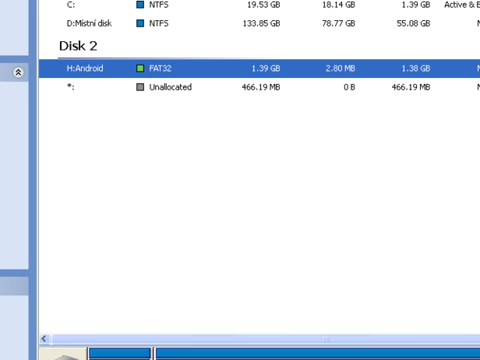 C: NTFS 19.53 GB 18.14 GB 1.39 GB Active &
D:Místní disk NTFS 133.85 GB 78.77 GB 55.08 GB
Disk 2
H:Android FAT32 1.39 GB 2.80 MB 1.38 GB
*: Unallocated 466.19 MB 0 B 466.19 MB